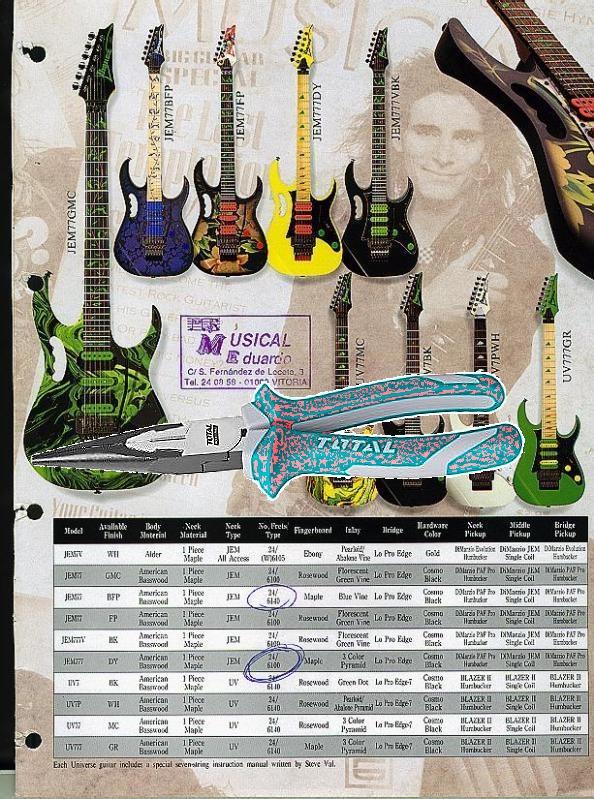 MUSICA
BIG GUITAR
SPECIAL
The Last
JEM77GMC
JEM77BFP
JEM77FP
JEM777DY
JEM777VBK
UV77MC
UV7BK
UV7PWH
UV777GR
MÚSICAL
Eduardo
C/ S. Fernández de Leceta, 3
Tel. 24 08 58 - 01002 VITORIA
TOTAL
TOTAL
Model Available Finish Body Material Neck Material Neck Type No. Frets/ Type Fingerboard Inlay Bridge Hardware Color Neck Pickup Middle Pickup Bridge Pickup
JEM7V WH Alder 1 Piece Maple JEM All Access 24/ (W)6105 Ebony Pearloid/ Abalone Vine Lo Pro Edge Gold DiMarzio Evolution Humbucker DiMarzio JEM Single Coil DiMarzio Evolution Humbucker
JEM77 GMC American Basswood 1 Piece Maple JEM 24/ 6100 Rosewood Florescent Green Vine Lo Pro Edge Cosmo Black DiMarzio PAF Pro Humbucker DiMarzio JEM Single Coil DiMarzio PAF Pro Humbucker
JEM77 BFP American Basswood 1 Piece Maple JEM 24/ 6140 Maple Blue Vine Lo Pro Edge Cosmo Black DiMarzio PAF Pro Humbucker DiMarzio JEM Single Coil DiMarzio PAF Pro Humbucker
JEM77 FP American Basswood 1 Piece Maple JEM 24/ 6100 Rosewood Florescent Green Vine Lo Pro Edge Cosmo Black DiMarzio PAF Pro Humbucker DiMarzio JEM Single Coil DiMarzio PAF Pro Humbucker
JEM777V BK American Basswood 1 Piece Maple JEM 24/ 6100 Rosewood Florescent Green Vine Lo Pro Edge Cosmo Black DiMarzio PAF Pro Humbucker DiMarzio JEM Single Coil DiMarzio PAF Pro Humbucker
JEM777 DY American Basswood 1 Piece Maple JEM 24/ 6100 Maple 3 Color Pyramid Lo Pro Edge Cosmo Black DiMarzio PAF Pro Humbucker DiMarzio JEM Single Coil DiMarzio PAF Pro Humbucker
UV7 BK American Basswood 1 Piece Maple UV 24/ 6140 Rosewood Green Dot Lo Pro Edge-7 Cosmo Black BLAZER II Humbucker BLAZER II Single Coil BLAZER II Humbucker
UV7P WH American Basswood 1 Piece Maple UV 24/ 6140 Rosewood Pearloid/ Abalone Pyramid Lo Pro Edge-7 Cosmo Black BLAZER II Humbucker BLAZER II Single Coil BLAZER II Humbucker
UV77 MC American Basswood 1 Piece Maple UV 24/ 6140 Rosewood 3 Color Pyramid Lo Pro Edge-7 Cosmo Black BLAZER II Humbucker BLAZER II Single Coil BLAZER II Humbucker
UV777 GR American Basswood 1 Piece Maple UV 24/ 6140 Maple 3 Color Pyramid Lo Pro Edge-7 Cosmo Black BLAZER II Humbucker BLAZER II Single Coil BLAZER II Humbucker
Each Universe guitar includes a special seven-string instruction manual written by Steve Vai.